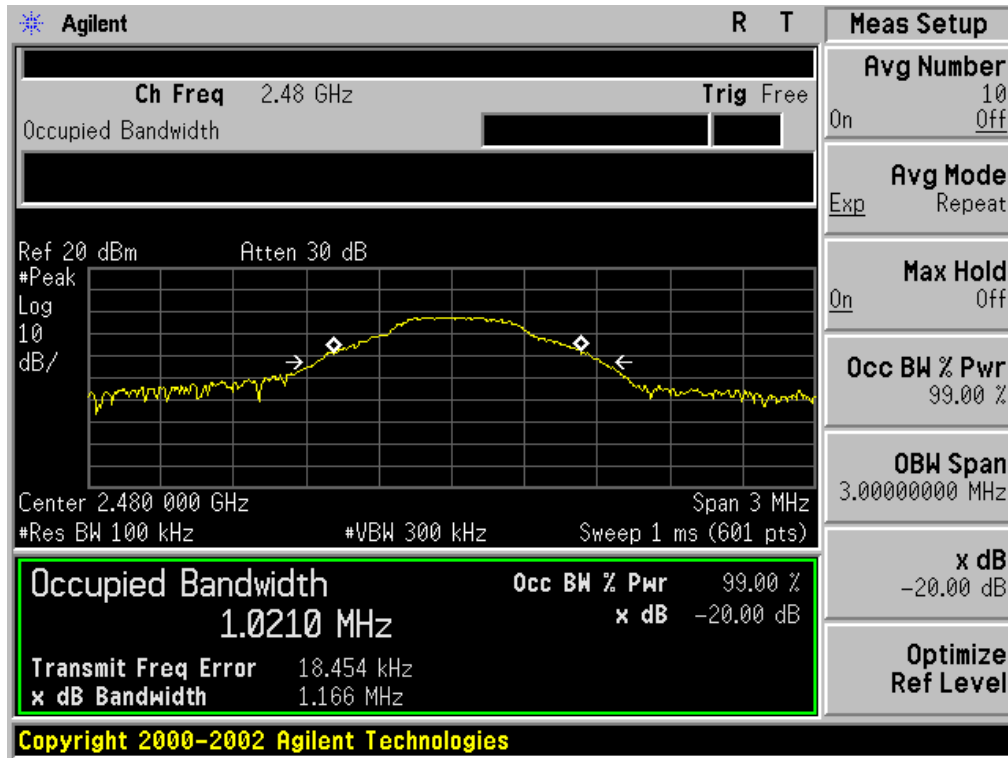 Agilent R T
Ch Freq 2.48 GHz Trig Free
Occupied Bandwidth
Ref 20 dBm Atten 30 dB
#Peak
Log
10
dB/
Center 2.480 000 GHz Span 3 MHz
#Res BW 100 kHz #VBW 300 kHz Sweep 1 ms (601 pts)
Occupied Bandwidth Occ BW % Pwr 99.00 %
1.0210 MHz x dB -20.00 dB
Transmit Freq Error 18.454 kHz
x dB Bandwidth 1.166 MHz
Copyright 2000-2002 Agilent Technologies
Meas Setup
Avg Number
10
On Off
Avg Mode
Exp Repeat
Max Hold
On Off
Occ BW % Pwr
99.00 %
OBW Span
3.00000000 MHz
x dB
-20.00 dB
Optimize
Ref Level